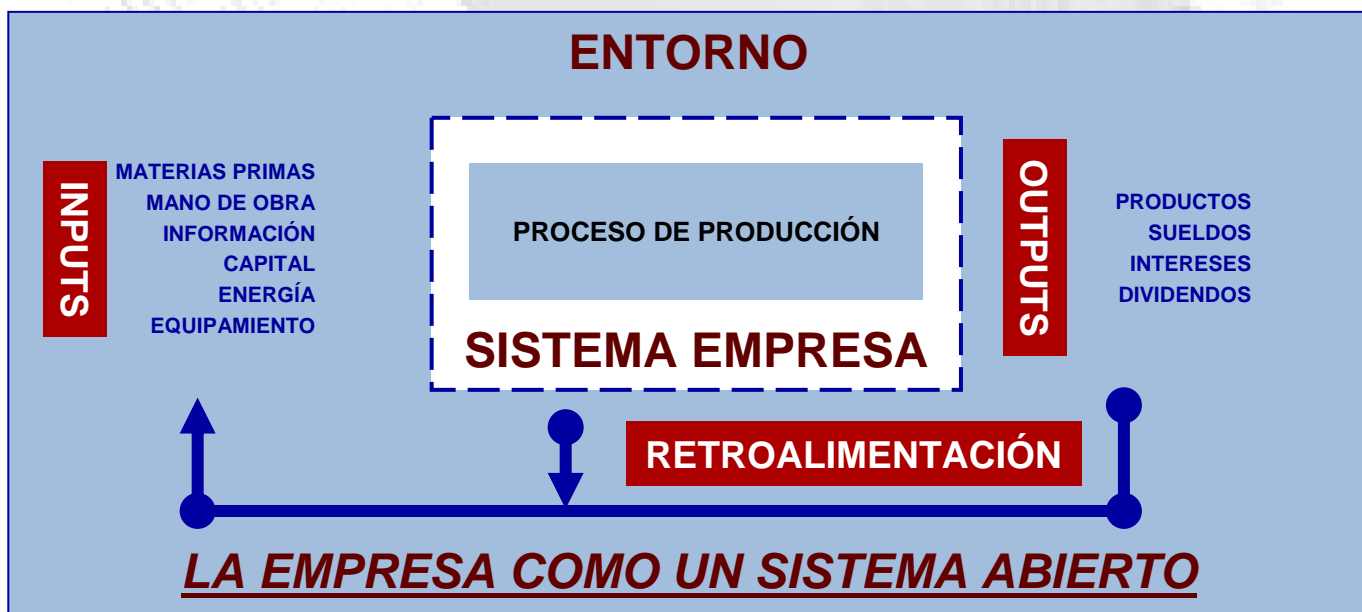 ENTORNO
INPUTS
MATERIAS PRIMAS
MANO DE OBRA
INFORMACIÓN
CAPITAL
ENERGÍA
EQUIPAMIENTO
PROCESO DE PRODUCCIÓN
SISTEMA EMPRESA
OUTPUTS
PRODUCTOS
SUELDOS
INTERESES
DIVIDENDOS
RETROALIMENTACIÓN
LA EMPRESA COMO UN SISTEMA ABIERTO